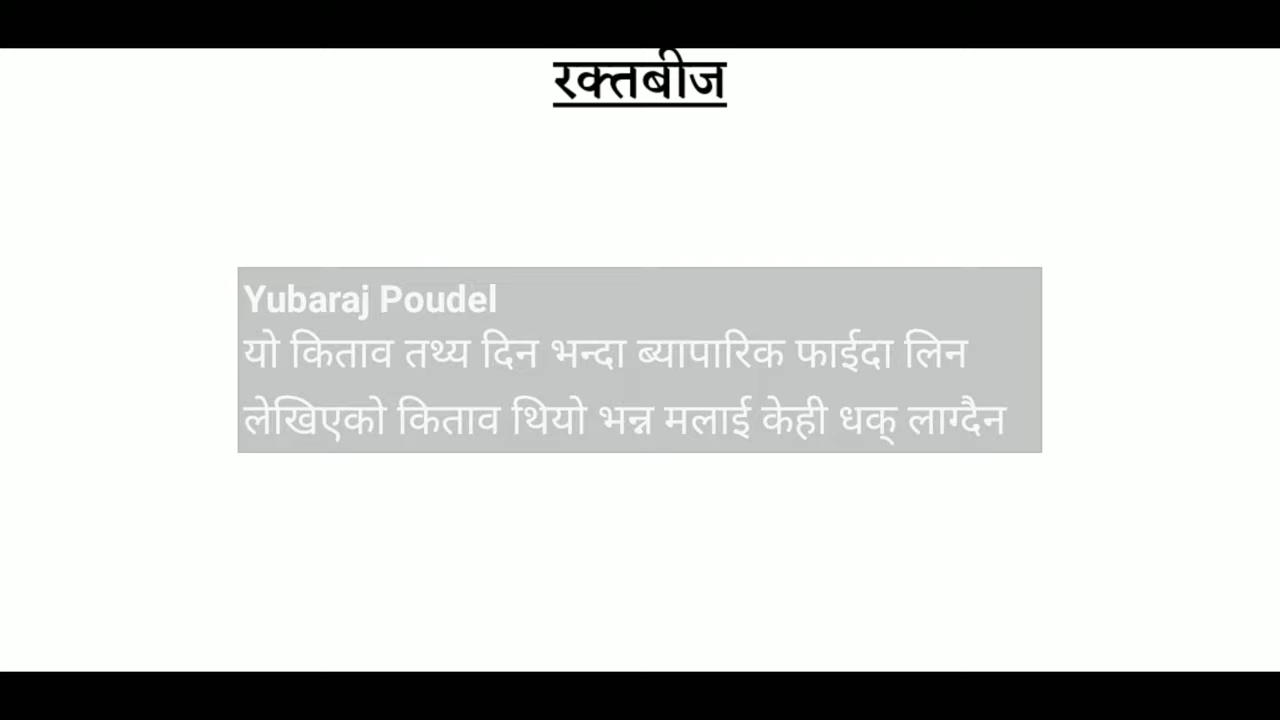 रक्तबीज
Yubaraj Poudel
यो किताव तथ्य दिन भन्दा ब्यापारिक फाईदा लिन
लेखिएको किताव थियो भन्न मलाई केही धक् लाग्दैन